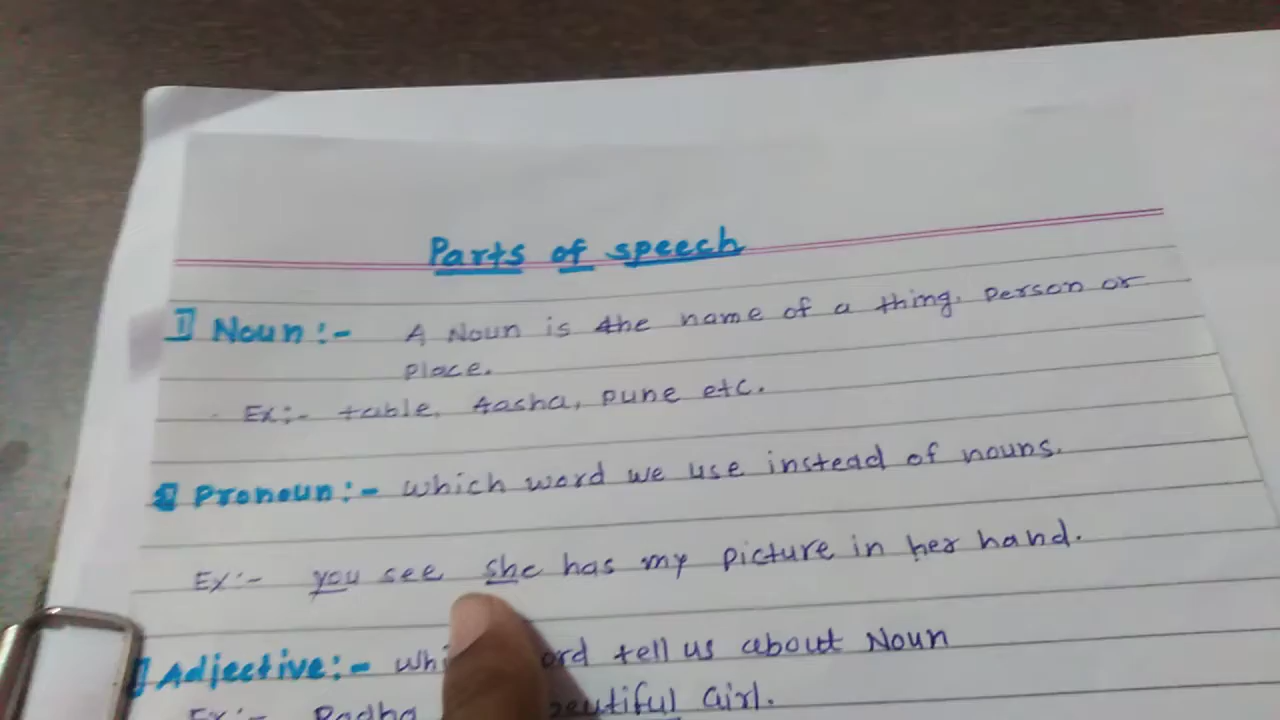 Parts of speech
1] Noun:- A Noun is the name of a thing, person or
place.
Ex:- table, Aasha, pune etc.
Pronoun:- which word we use instead of nouns.
Ex:- you see she has my picture in her hand.
] Adjective:- tell us about Noun
Ex:- Radha girl.